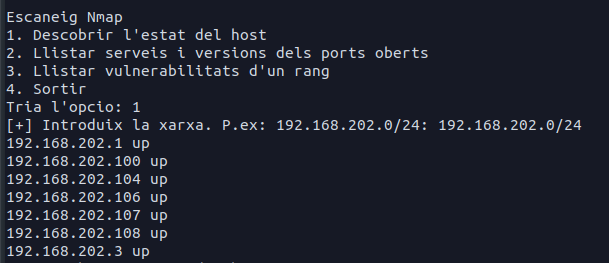 Escaneig Nmap
1. Descobrir l'estat del host
2. Llistar serveis i versions dels ports oberts
3. Llistar vulnerabilitats d'un rang
4. Sortir
Tria l'opcio: 1
[+] Introduix la xarxa. P.ex: 192.168.202.0/24: 192.168.202.0/24
192.168.202.1 up
192.168.202.100 up
192.168.202.104 up
192.168.202.106 up
192.168.202.107 up
192.168.202.108 up
192.168.202.3 up